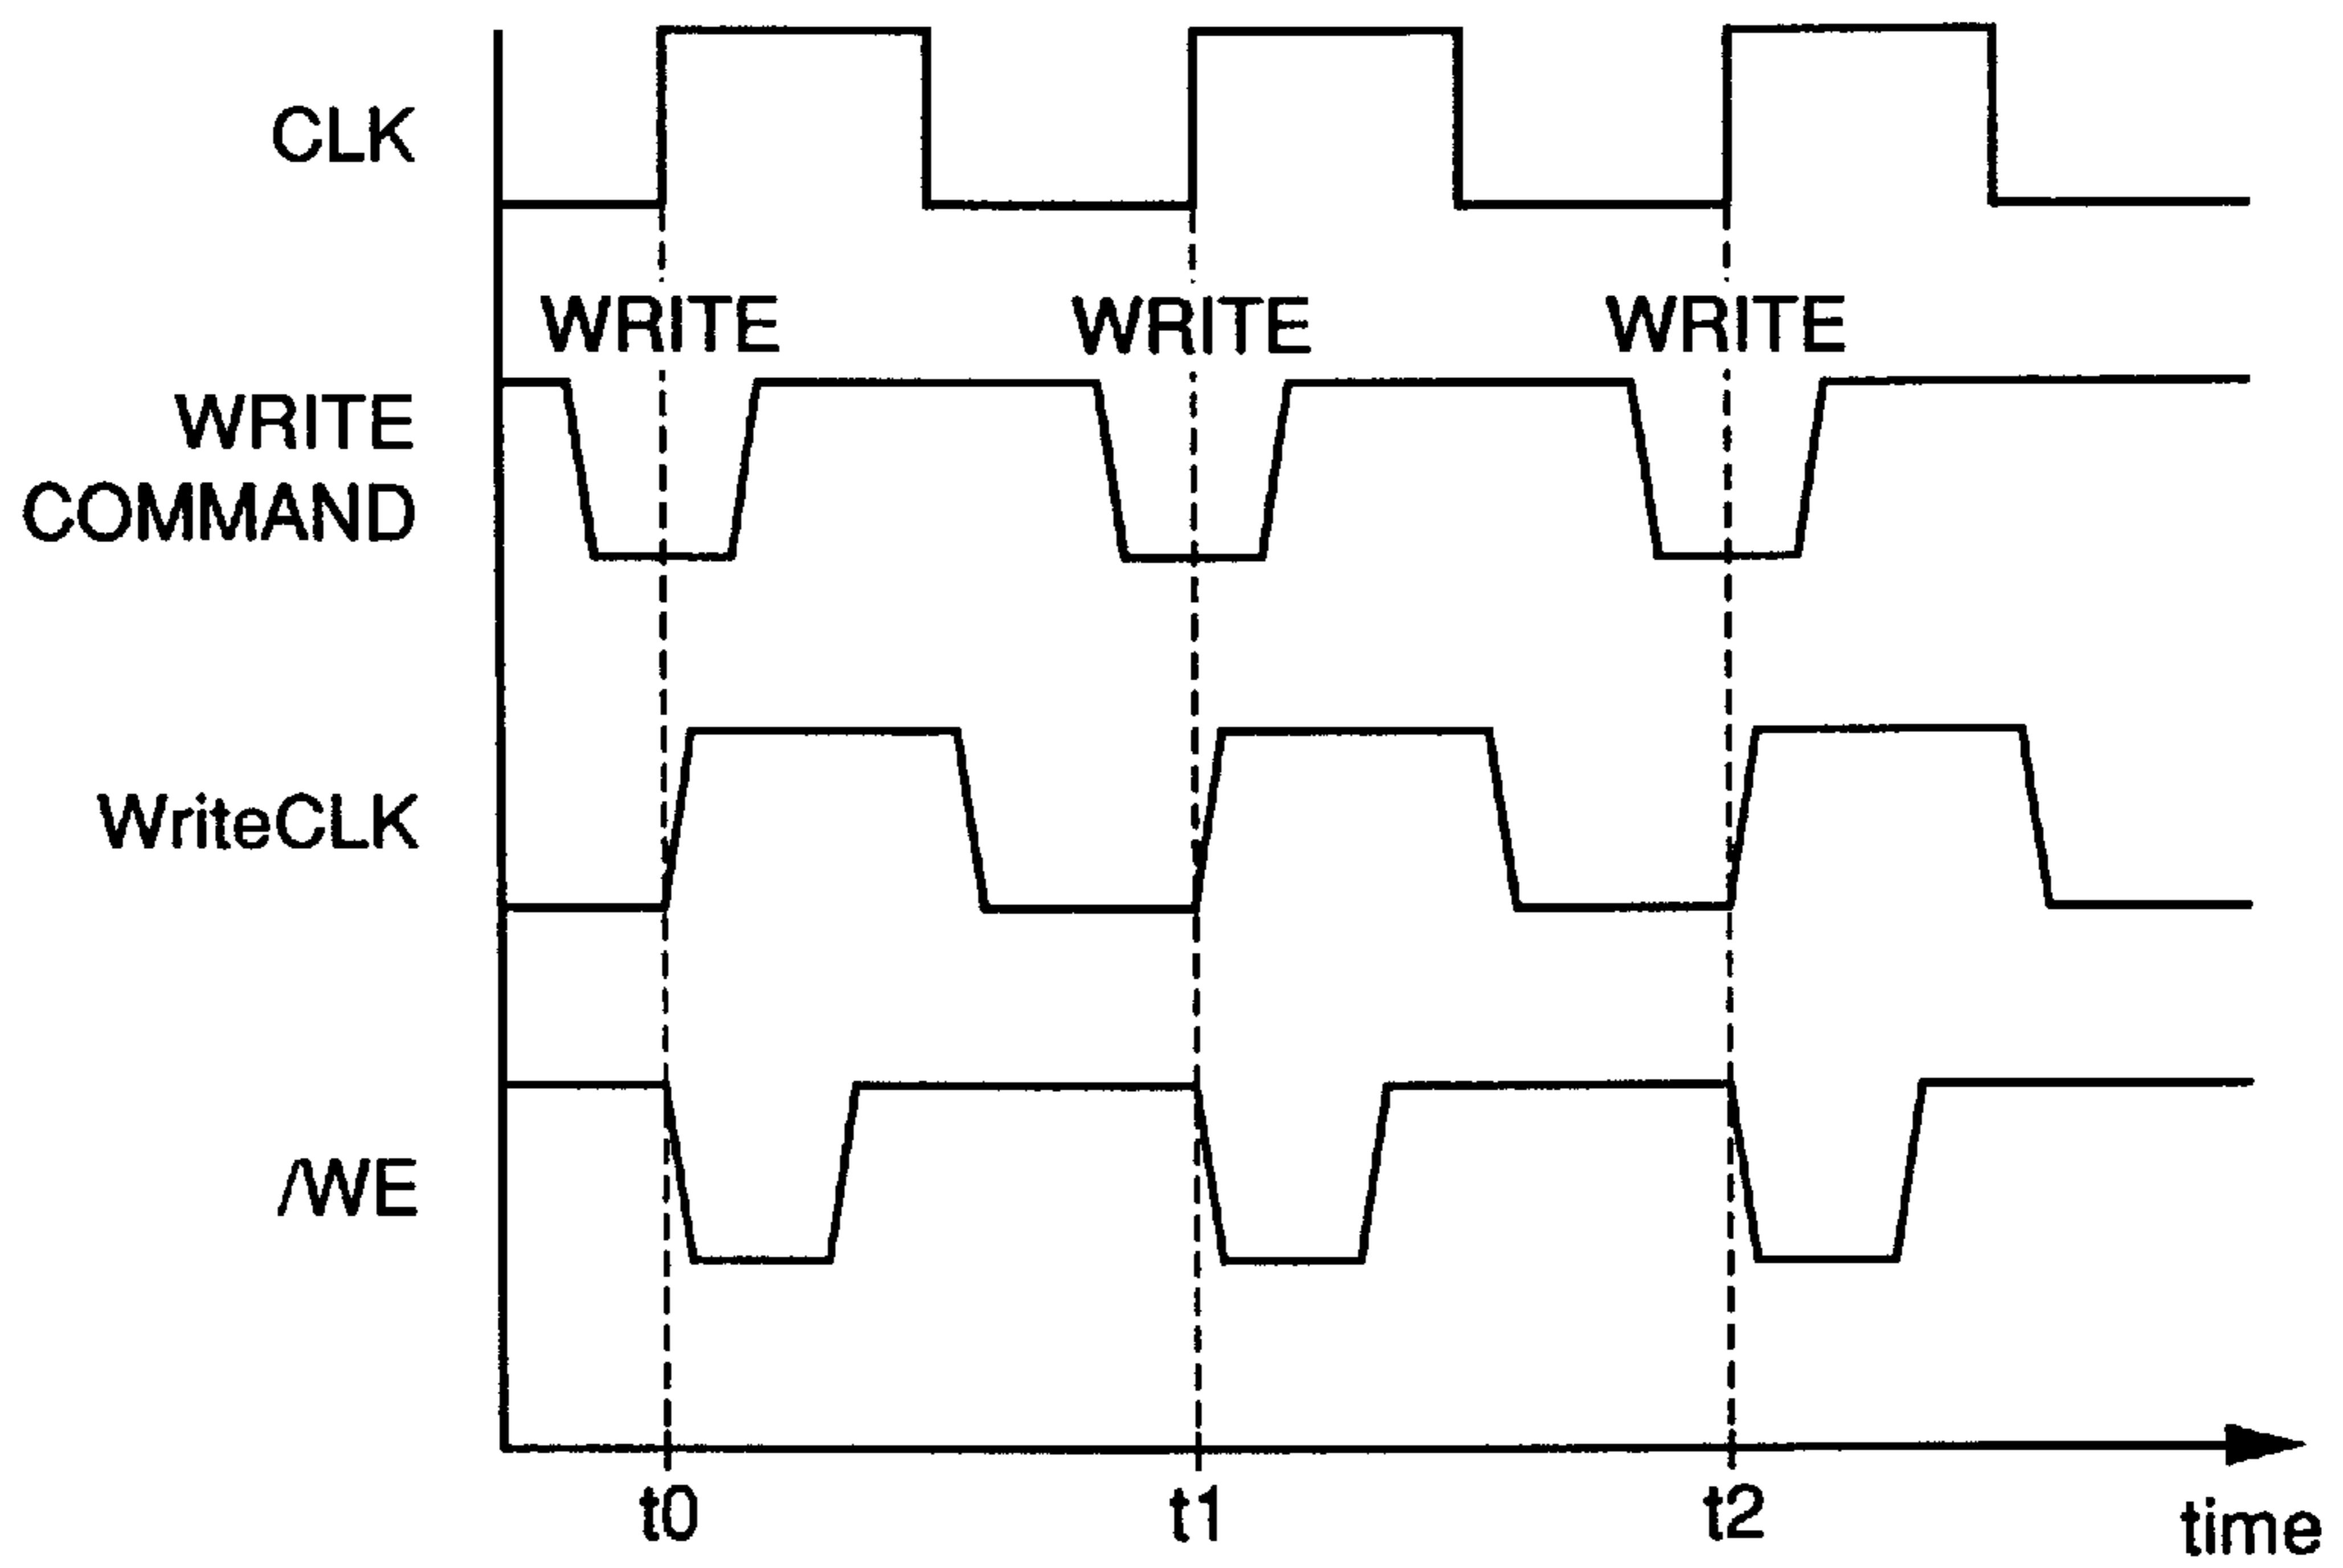 CLK
WRITE WRITE WRITE
WRITE
COMMAND
WriteCLK
/WE
t0 t1 t2
time